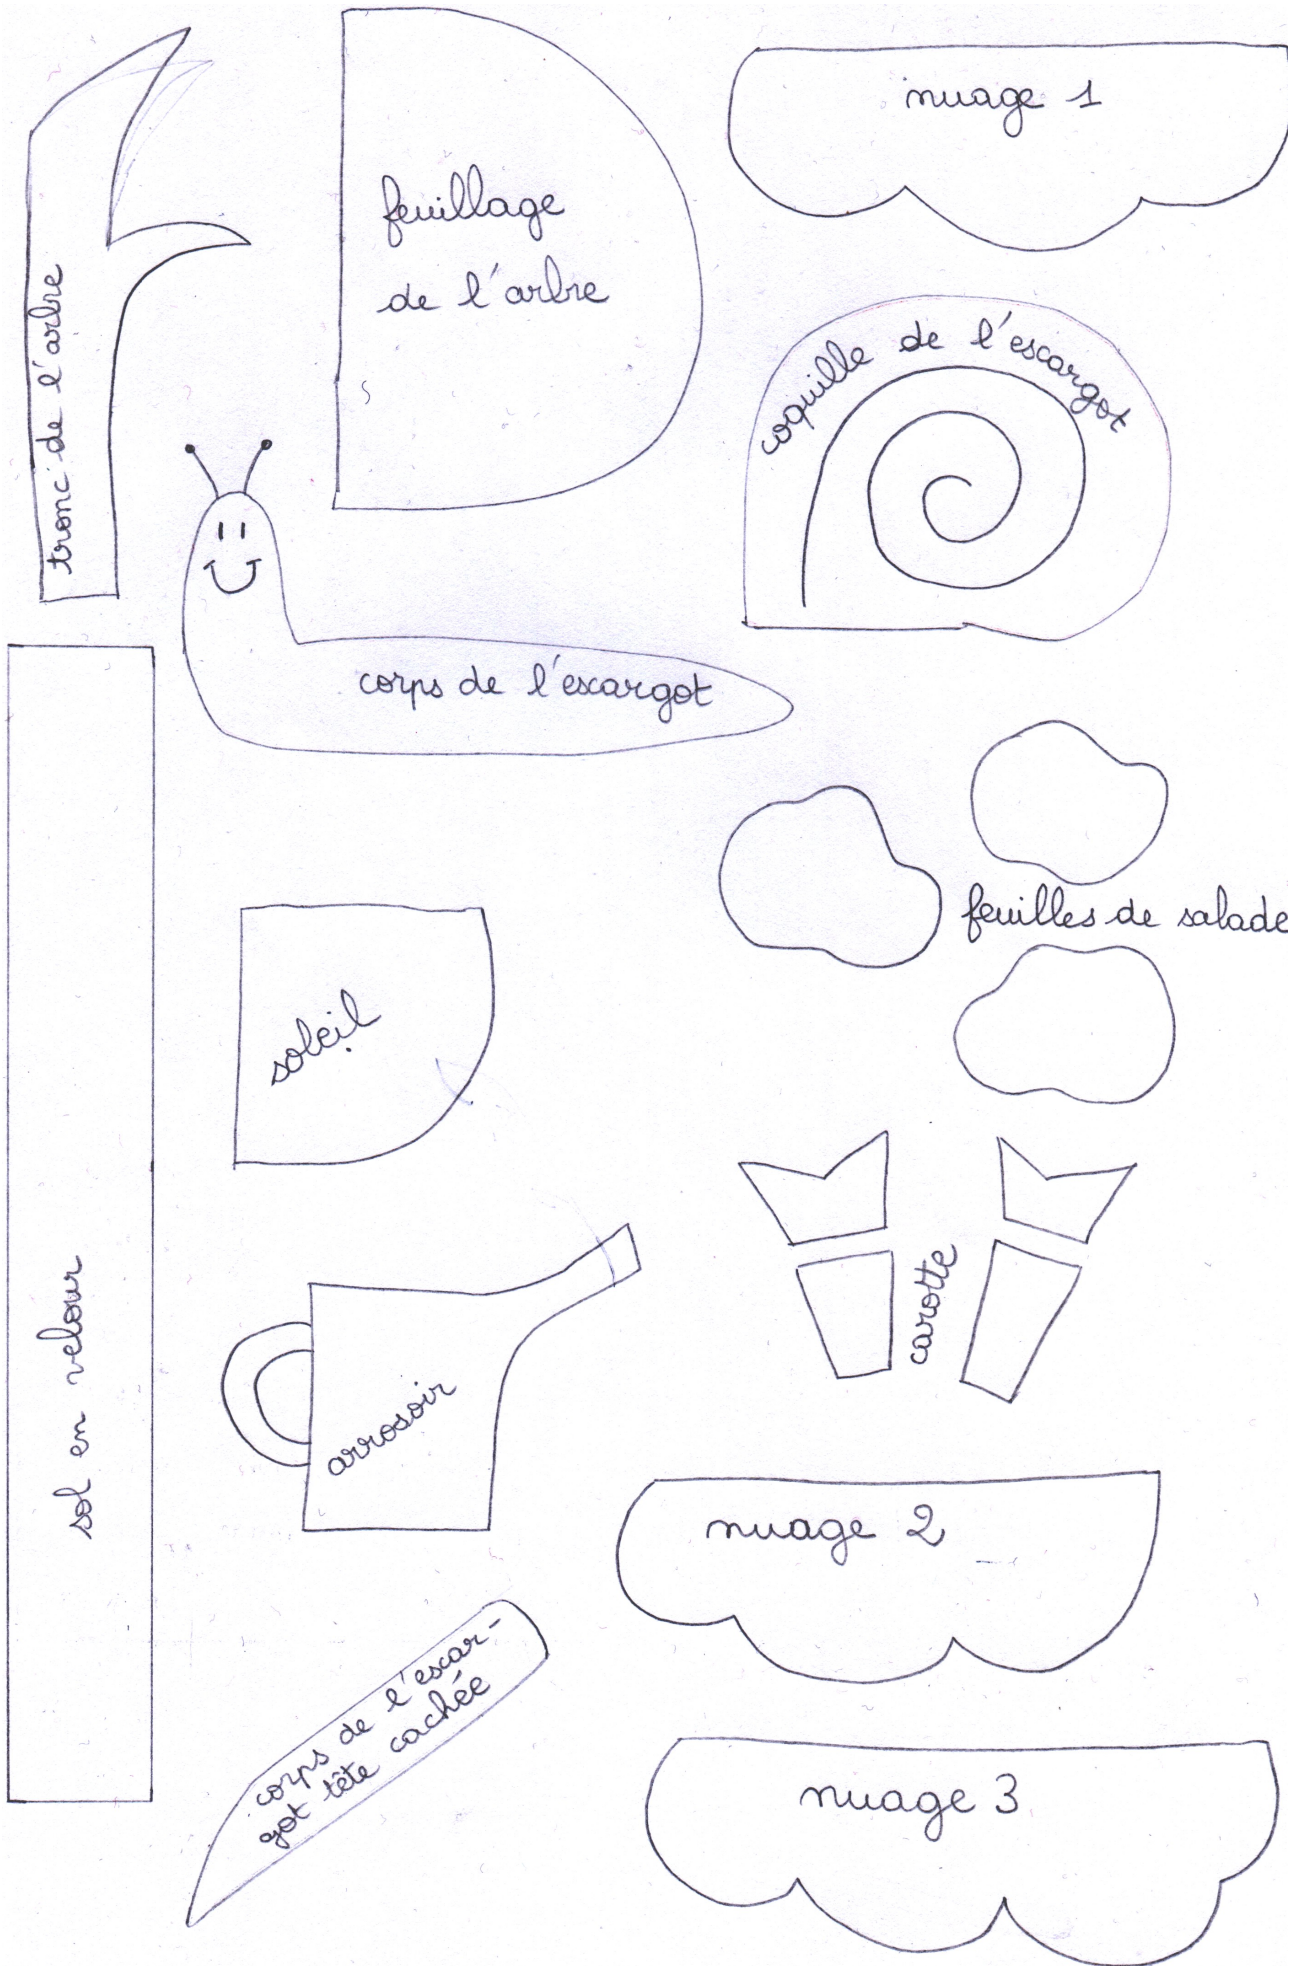 nuage 1
feuillage
de l'arbre
tronc de l'arbre
coquille de l'escargot
corps de l'escargot
feuilles de salade
soleil
carotte
sol en velour
arrosoir
nuage 2
corps de l'escar-
got tête cachée
nuage 3